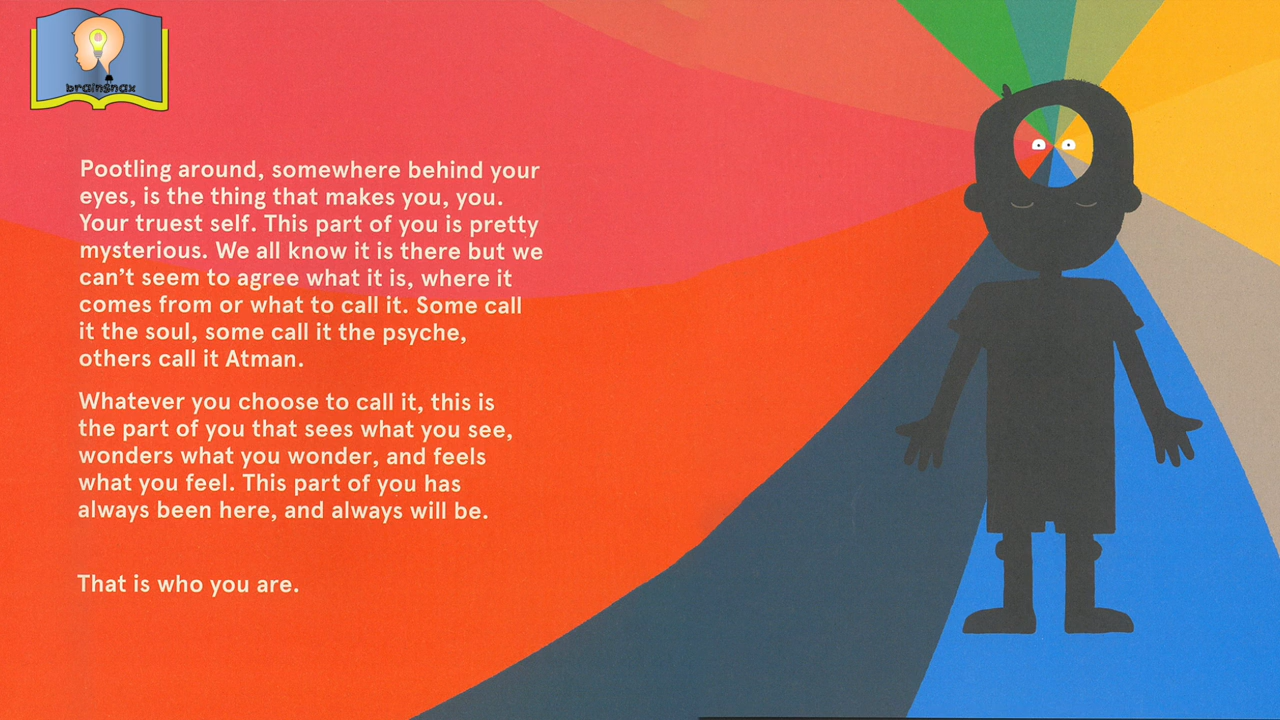 brainsnax
Pootling around, somewhere behind your
eyes, is the thing that makes you, you.
Your truest self. This part of you is pretty
mysterious. We all know it is there but we
can’t seem to agree what it is, where it
comes from or what to call it. Some call
it the soul, some call it the psyche,
others call it Atman.
Whatever you choose to call it, this is
the part of you that sees what you see,
wonders what you wonder, and feels
what you feel. This part of you has
always been here, and always will be.
That is who you are.